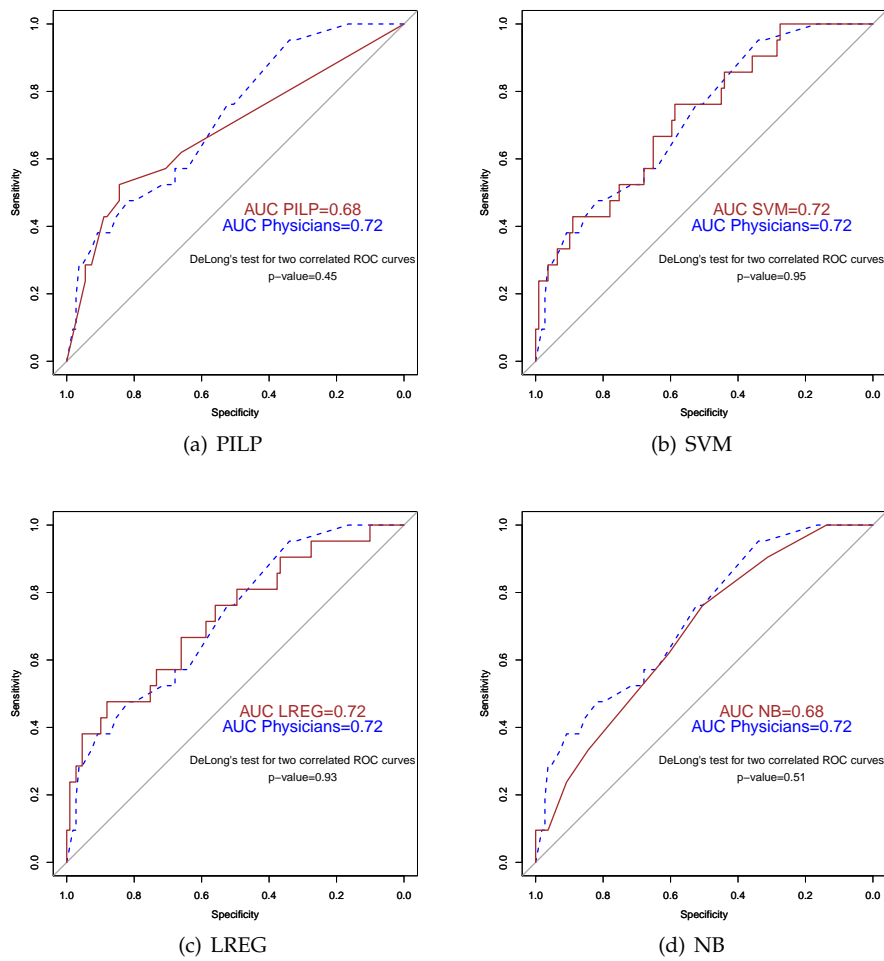 1.0
0.8
0.6
0.4
0.2
0.0
Sensitivity
AUC PILP=0.68
AUC Physicians=0.72
DeLong's test for two correlated ROC curves
p-value=0.45
1.0 0.8 0.6 0.4 0.2 0.0
Specificity
(a) PILP
1.0
0.8
0.6
0.4
0.2
0.0
Sensitivity
AUC SVM=0.72
AUC Physicians=0.72
DeLong's test for two correlated ROC curves
p-value=0.95
1.0 0.8 0.6 0.4 0.2 0.0
Specificity
(b) SVM
1.0
0.8
0.6
0.4
0.2
0.0
Sensitivity
AUC LREG=0.72
AUC Physicians=0.72
DeLong's test for two correlated ROC curves
p-value=0.93
1.0 0.8 0.6 0.4 0.2 0.0
Specificity
(c) LREG
1.0
0.8
0.6
0.4
0.2
0.0
Sensitivity
AUC NB=0.68
AUC Physicians=0.72
DeLong's test for two correlated ROC curves
p-value=0.51
1.0 0.8 0.6 0.4 0.2 0.0
Specificity
(d) NB